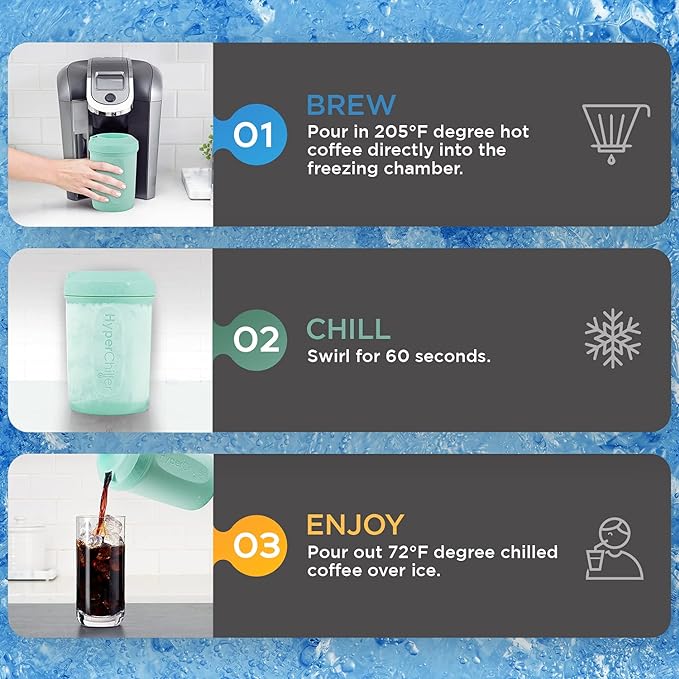 01
BREW
Pour in 205°F degree hot
coffee directly into the
freezing chamber.
HyperChiller
02
CHILL
Swirl for 60 seconds.
03
ENJOY
Pour out 72°F degree chilled
coffee over ice.